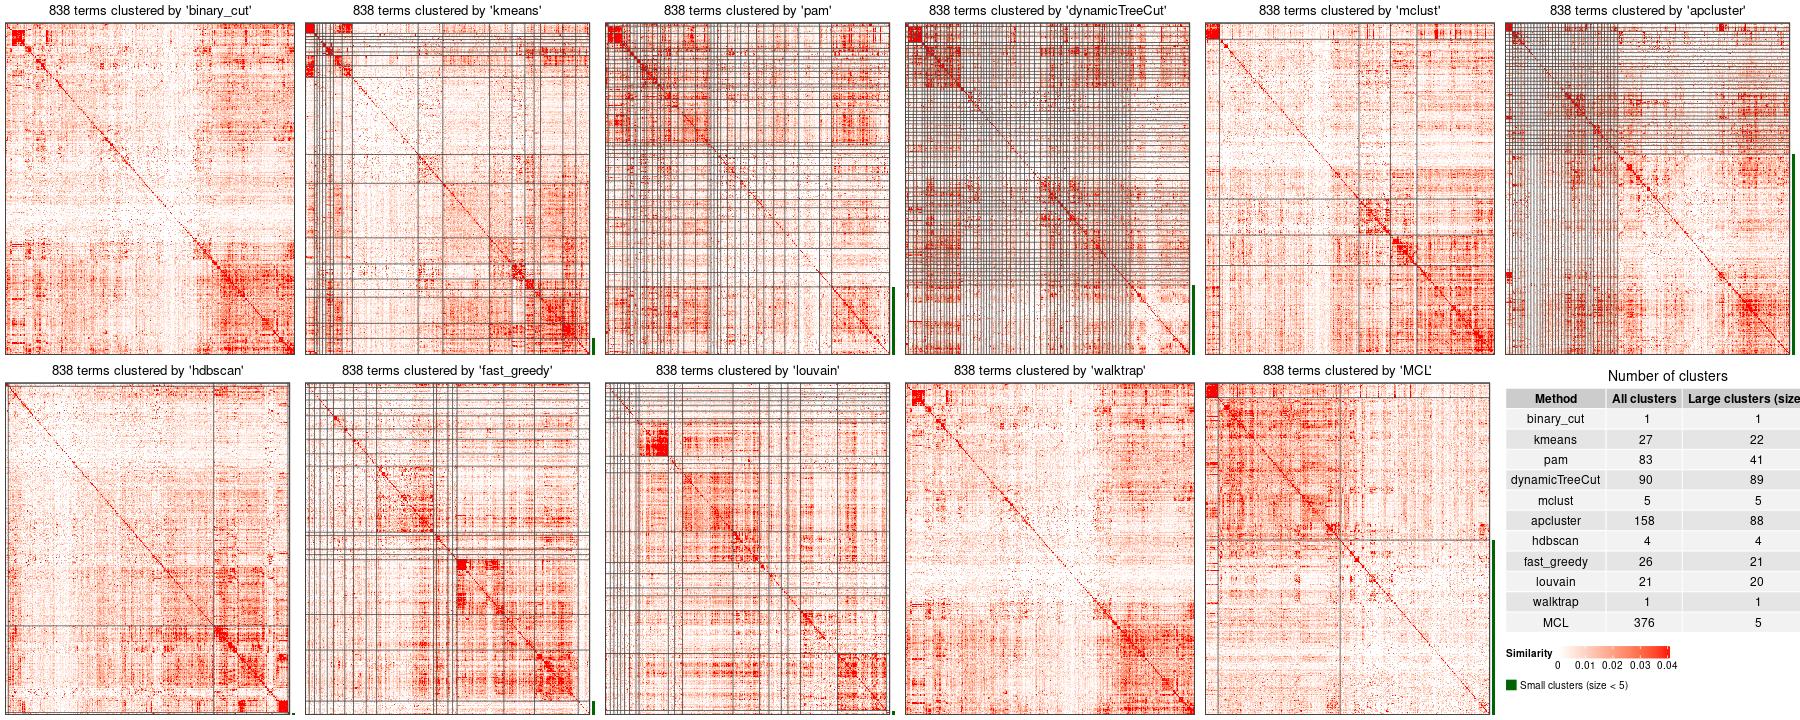 838 terms clustered by 'binary_cut'
838 terms clustered by 'kmeans'
838 terms clustered by 'pam'
838 terms clustered by 'dynamicTreeCut'
838 terms clustered by 'mclust'
838 terms clustered by 'apcluster'
838 terms clustered by 'hdbscan'
838 terms clustered by 'fast_greedy'
838 terms clustered by 'louvain'
838 terms clustered by 'walktrap'
838 terms clustered by 'MCL'
Number of clusters
Method All clusters Large clusters (size
binary_cut 1 1
kmeans 27 22
pam 83 41
dynamicTreeCut 90 89
mclust 5 5
apcluster 158 88
hdbscan 4 4
fast_greedy 26 21
louvain 21 20
walktrap 1 1
MCL 376 5
Similarity
0 0.01 0.02 0.03 0.04
Small clusters (size < 5)